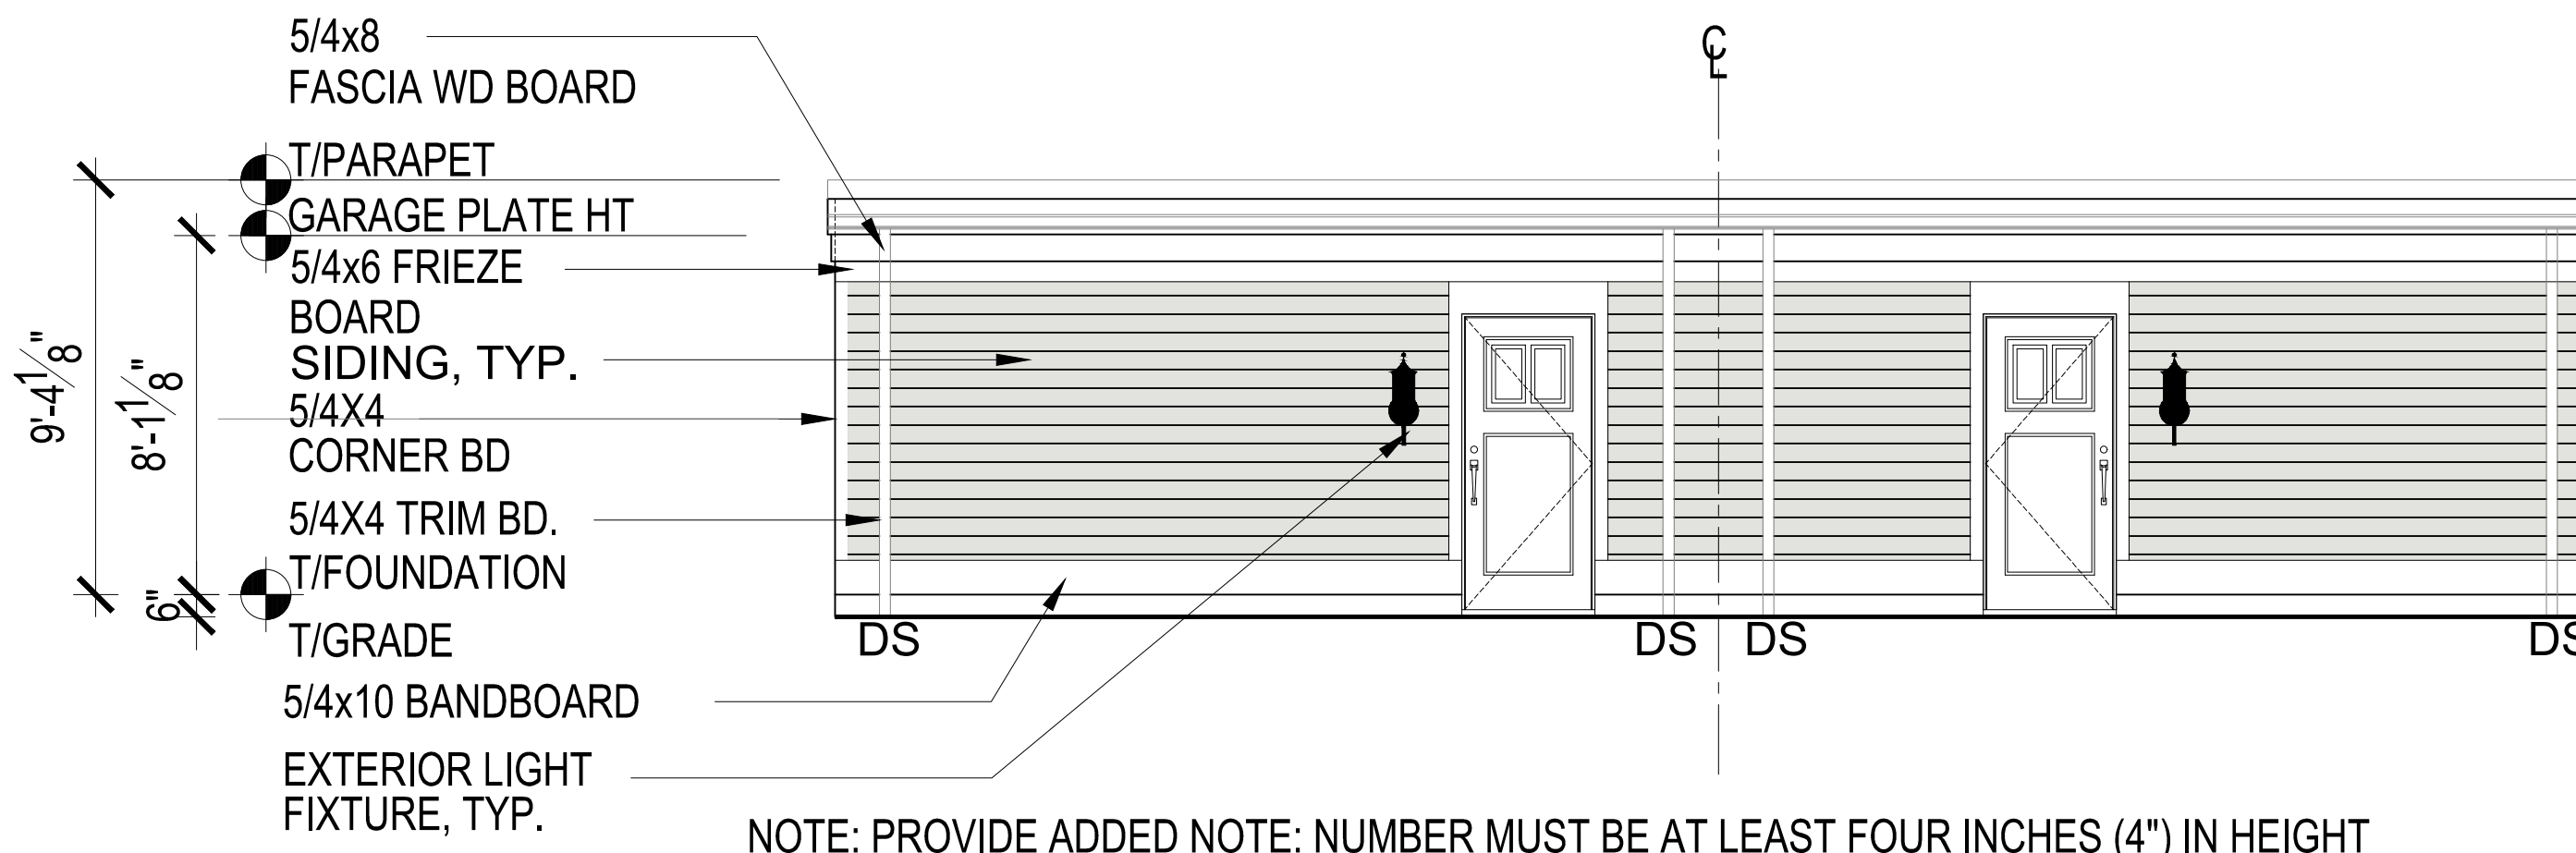 5/4x8
FASCIA WD BOARD
℄
T/PARAPET
GARAGE PLATE HT
5/4x6 FRIEZE
BOARD
SIDING, TYP.
5/4X4
CORNER BD
5/4X4 TRIM BD.
T/FOUNDATION
T/GRADE
9'-4 1/8"
8'-1 1/8"
6"
DS
DS
DS
DS
5/4x10 BANDBOARD
EXTERIOR LIGHT
FIXTURE, TYP.
NOTE: PROVIDE ADDED NOTE: NUMBER MUST BE AT LEAST FOUR INCHES (4") IN HEIGHT